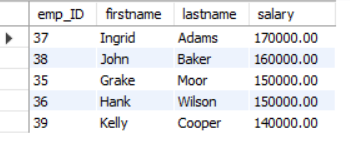 emp_ID firstname lastname salary
37 Ingrid Adams 170000.00
38 John Baker 160000.00
35 Grake Moor 150000.00
36 Hank Wilson 150000.00
39 Kelly Cooper 140000.00